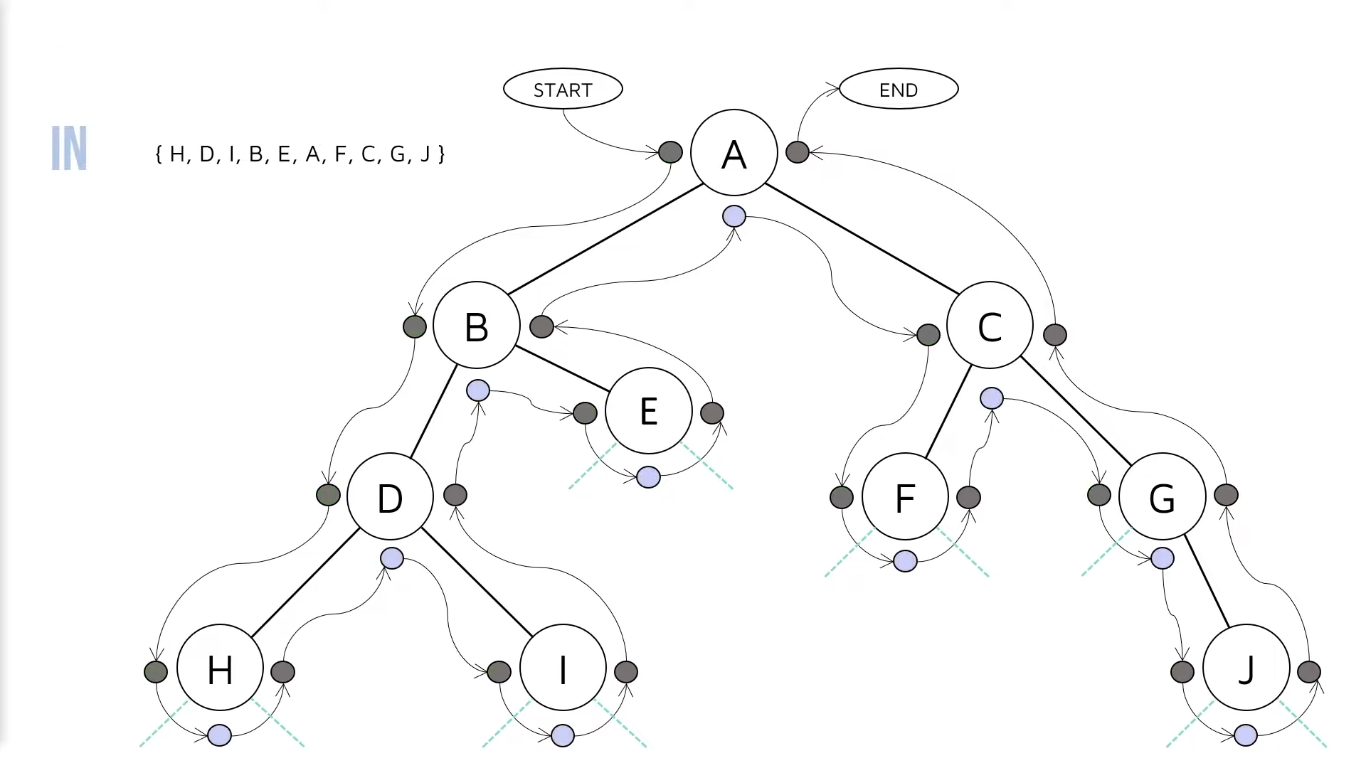 START
END
A
IN
{ H, D, I, B, E, A, F, C, G, J }
B
C
E
D
F
G
H
I
J